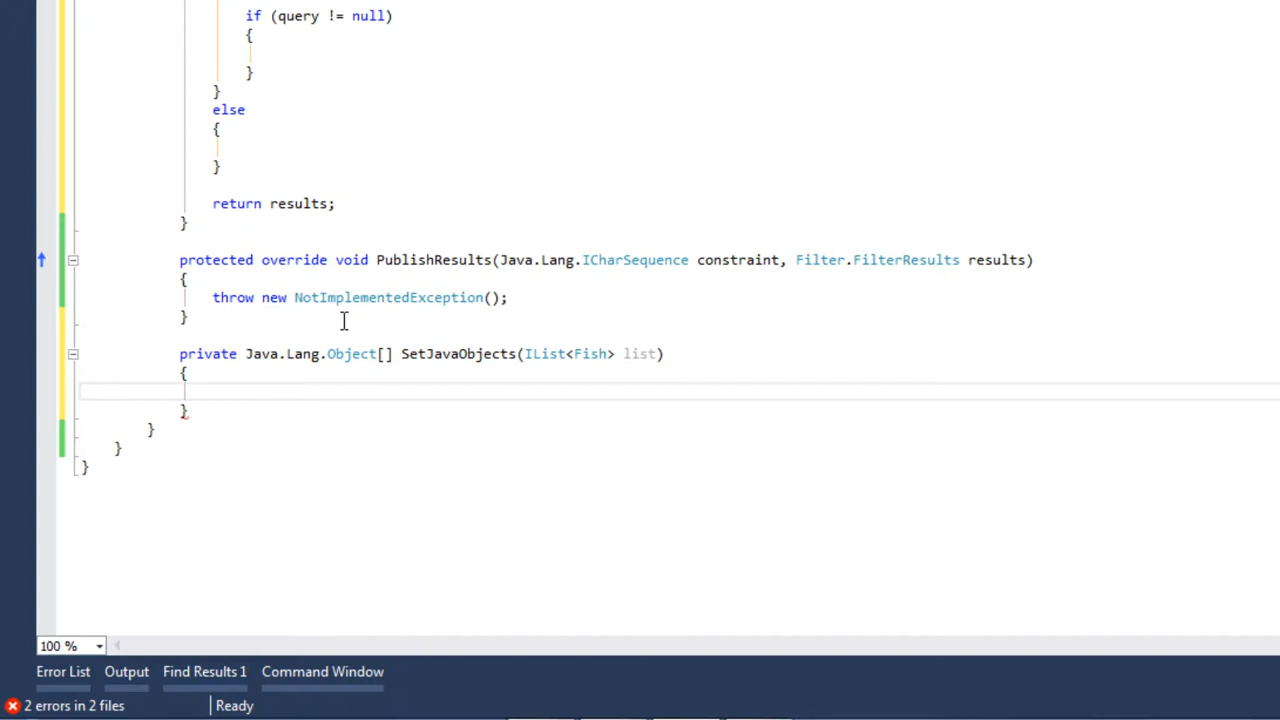 if (query != null)
{
}
}
else
{
}
return results;
}
protected override void PublishResults(Java.Lang.ICharSequence constraint, Filter.FilterResults results)
{
throw new NotImplementedException();
}
private Java.Lang.Object[] SetJavaObjects(IList<Fish> list)
{
}
}
}
}
100 %
Error List Output Find Results 1 Command Window
2 errors in 2 files Ready